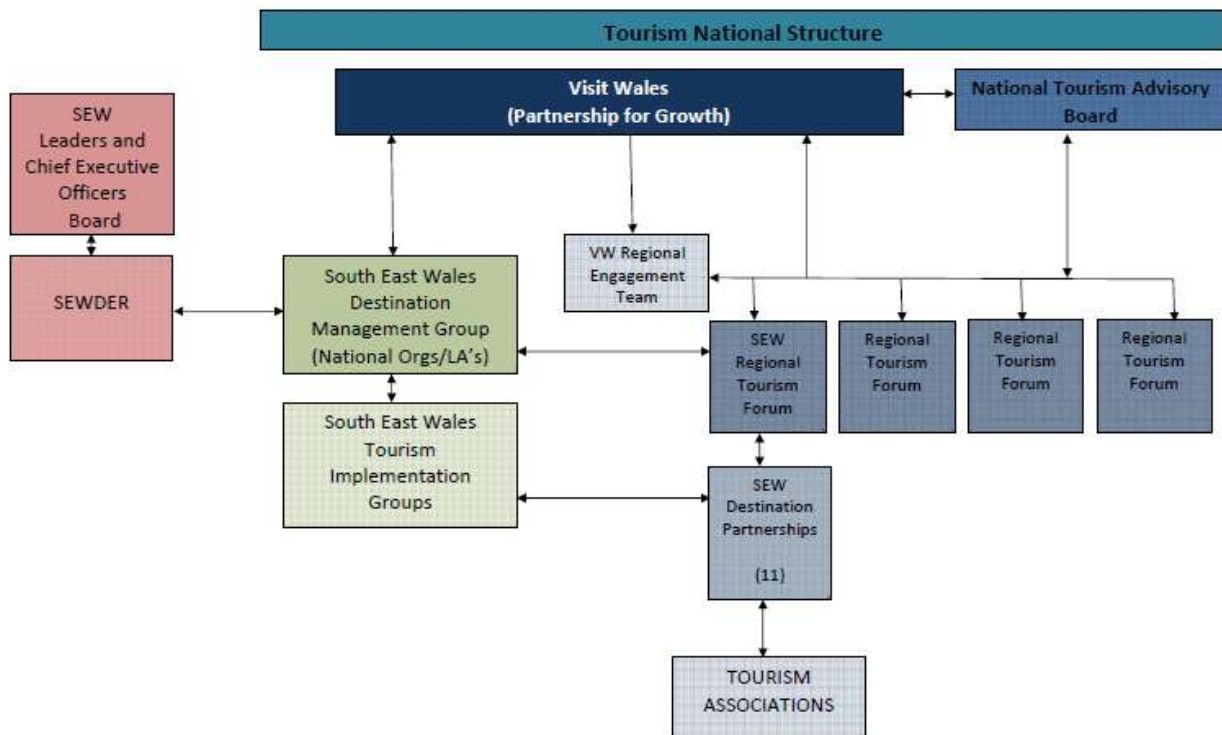 Tourism National Structure
Visit Wales
(Partnership for Growth)
National Tourism Advisory
Board
SEW
Leaders and
Chief Executive
Officers
Board
VW Regional
Engagement
Team
SEWDER
South East Wales
Destination
Management Group
(National Orgs/LA's)
SEW
Regional
Tourism
Forum
Regional
Tourism
Forum
Regional
Tourism
Forum
Regional
Tourism
Forum
South East Wales
Tourism
Implementation
Groups
SEW
Destination
Partnerships
(11)
TOURISM
ASSOCIATIONS